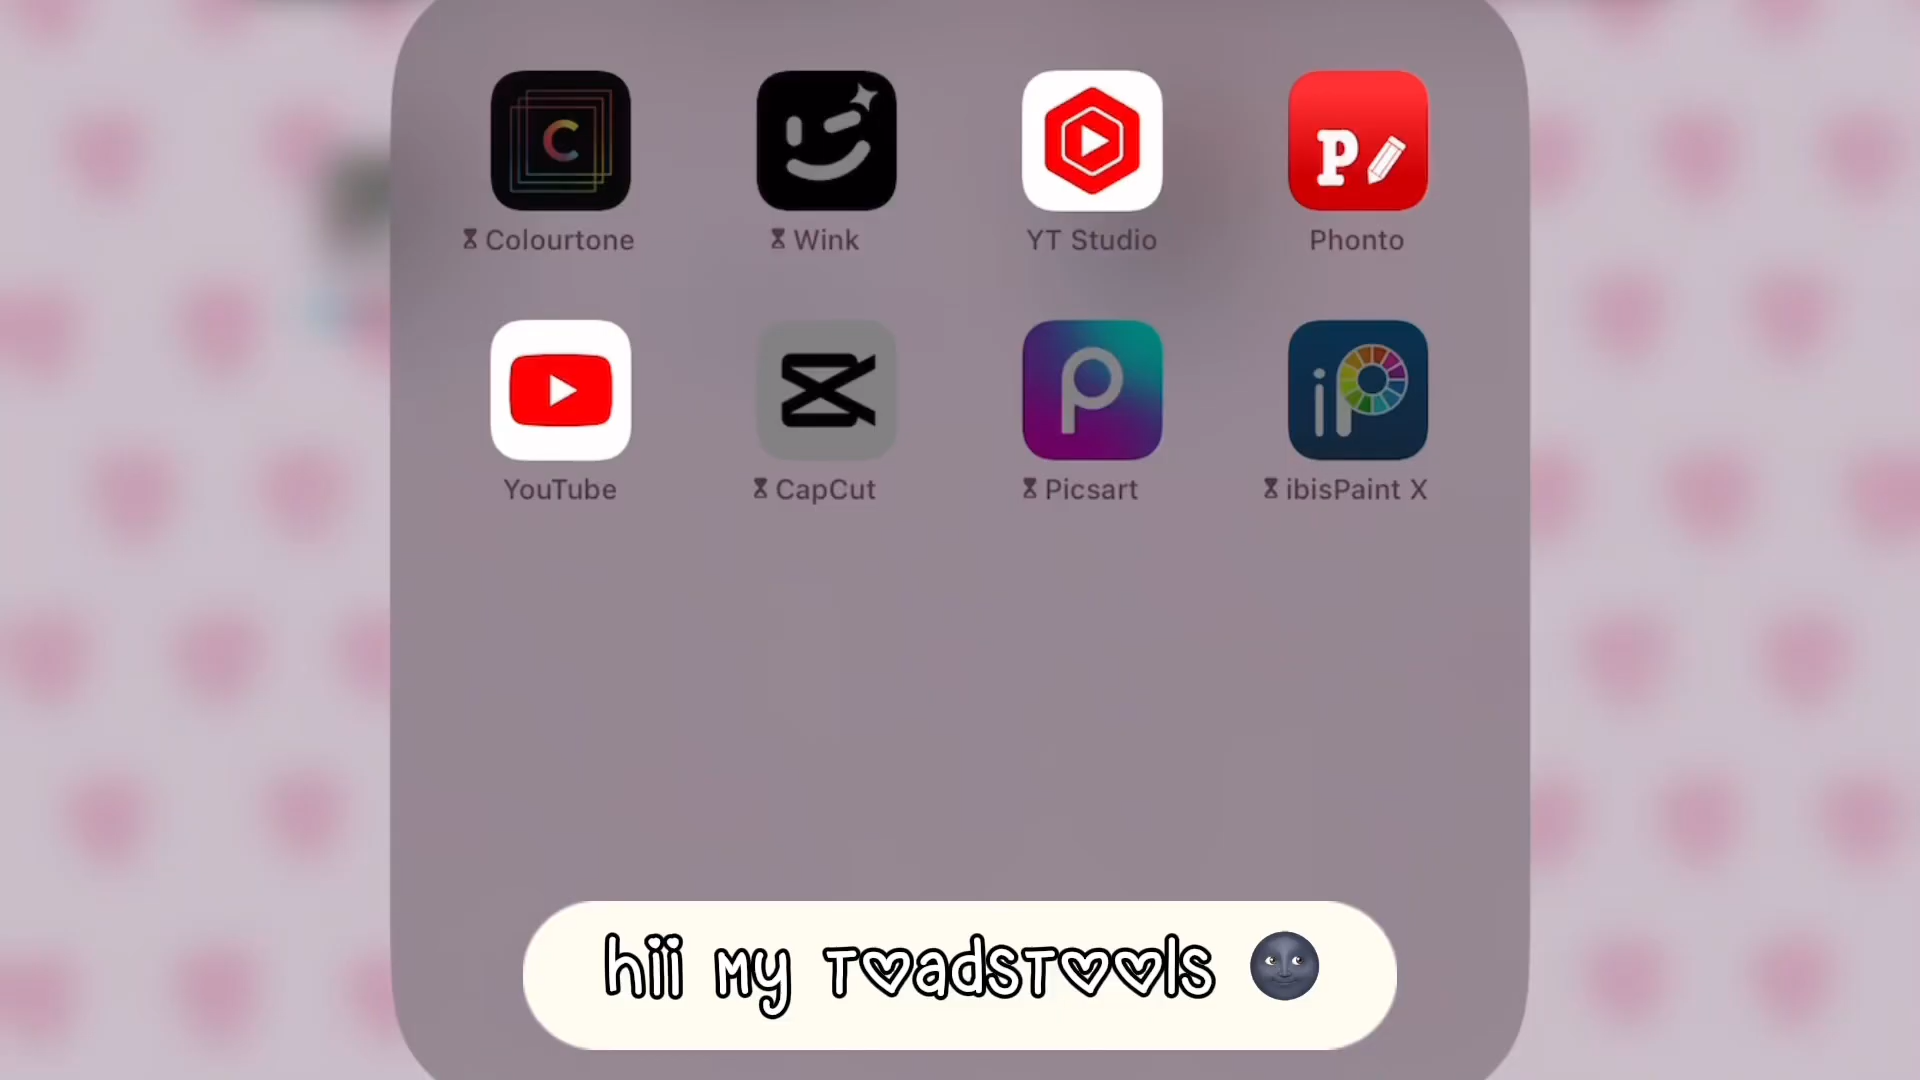 Colourtone
Wink
YT Studio
Phonto
YouTube
CapCut
Picsart
ibisPaint X
hii my toadstools 🌚